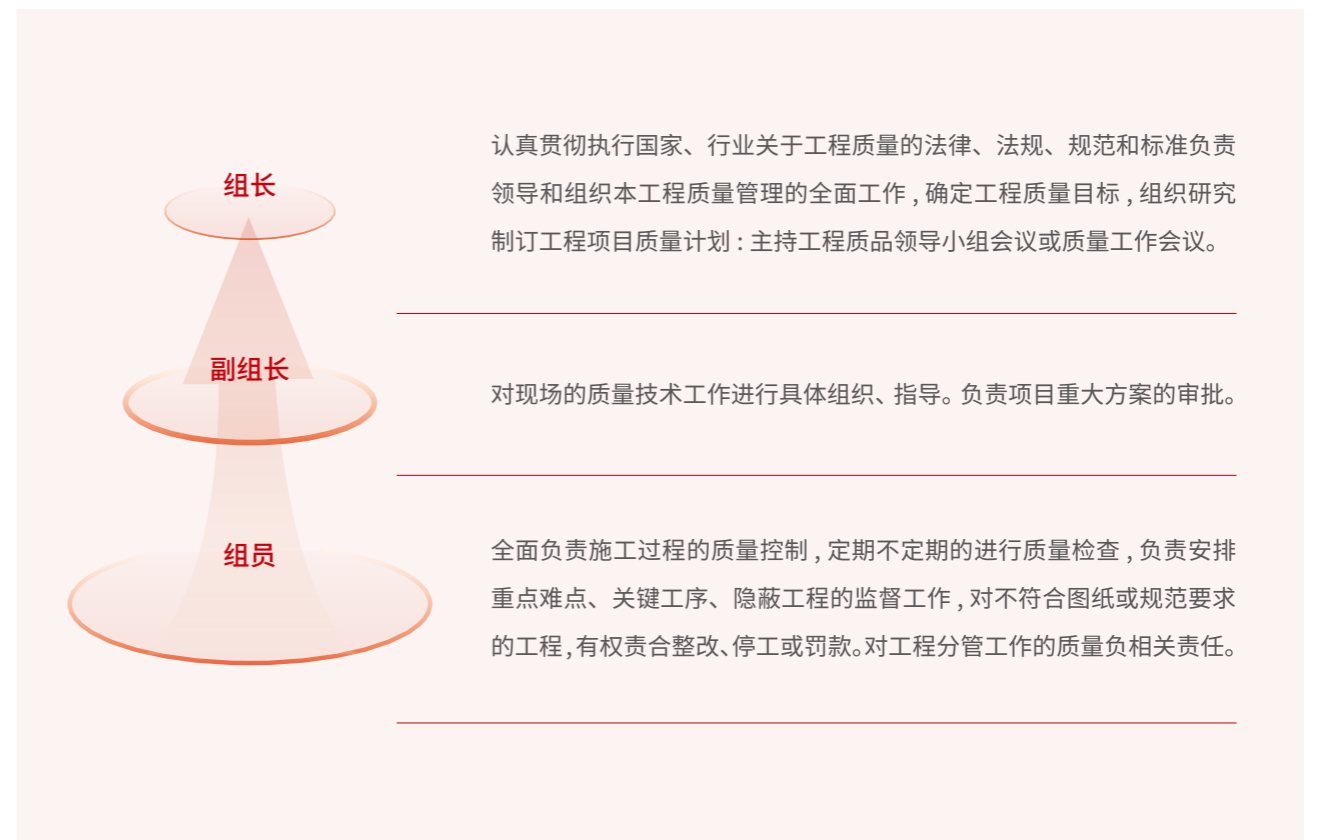 组长
认真贯彻执行国家、行业关于工程质量的法律、法规、规范和标准负责
领导和组织本工程质量管理的全面工作,确定工程质量目标,组织研究
制订工程项目质量计划:主持工程质品领导小组会议或质量工作会议。
副组长
对现场的质量技术工作进行具体组织、指导。负责项目重大方案的审批。
组员
全面负责施工过程的质量控制,定期不定期的进行质量检查,负责安排
重点难点、关键工序、隐蔽工程的监督工作,对不符合图纸或规范要求
的工程,有权责合整改、停工或罚款。对工程分管工作的质量负相关责任。